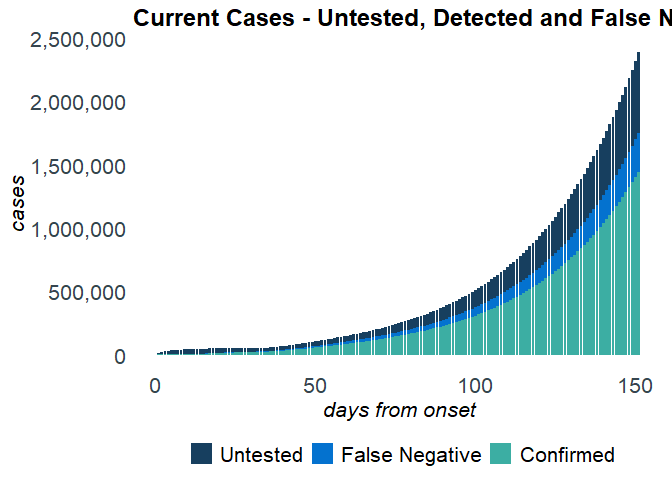 Current Cases - Untested, Detected and False N
2,500,000
2,000,000
1,500,000
1,000,000
500,000
0
cases
0 50 100 150
days from onset
Untested False Negative Confirmed